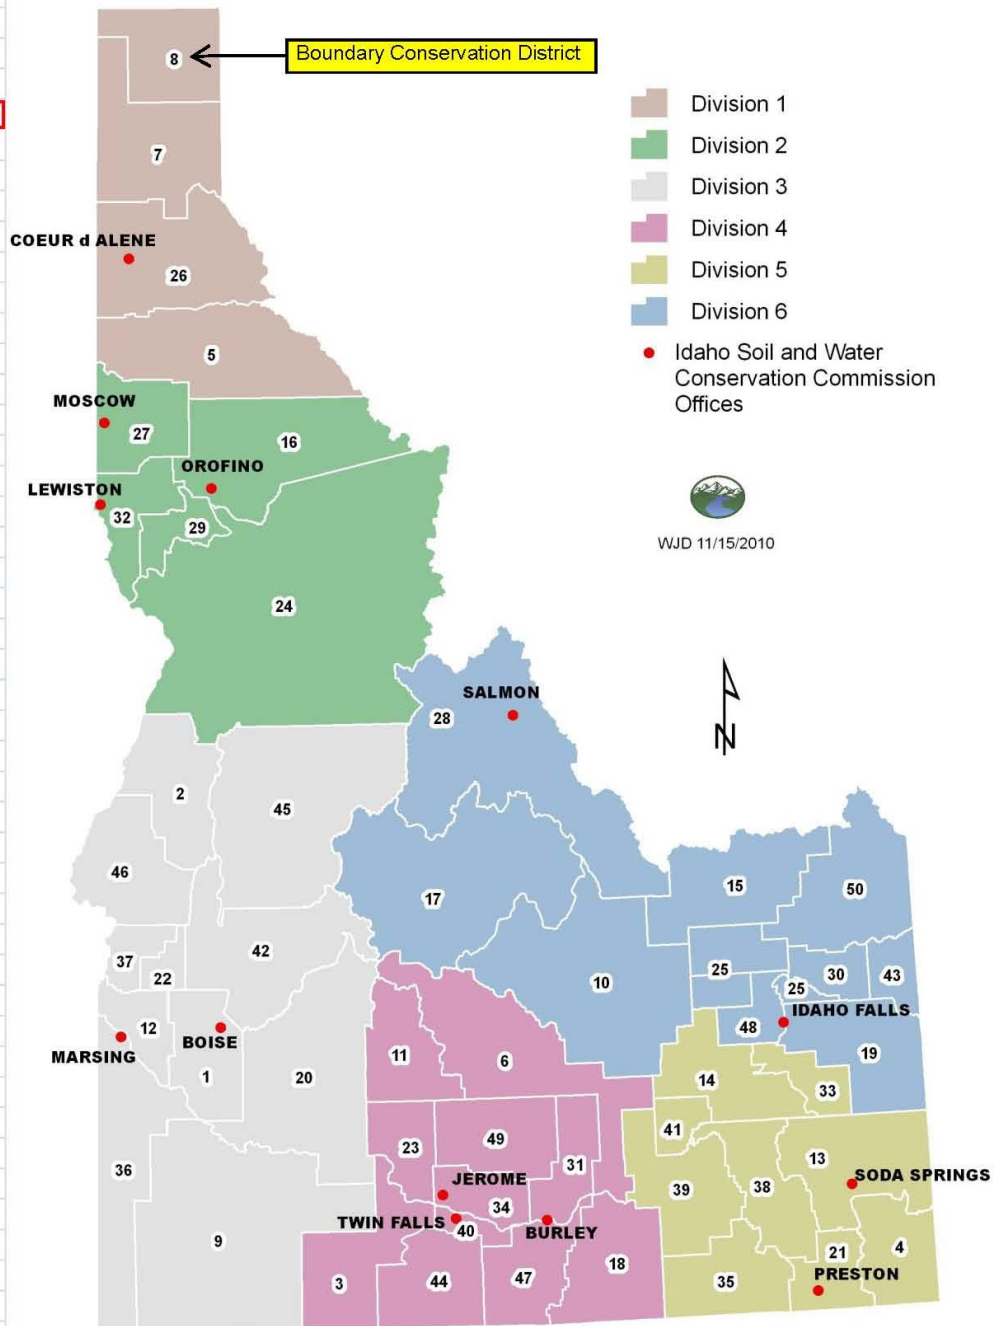 8
Boundary Conservation District
Division 1
Division 2
Division 3
Division 4
Division 5
Division 6
Idaho Soil and Water
Conservation Commission
Offices
WJD 11/15/2010
N
7
COEUR d ALENE
26
5
MOSCOW
27
16
OROFINO
LEWISTON
32
29
24
SALMON
28
2
45
46
17
15
50
37
22
42
10
25
30
43
25
IDAHO FALLS
48
12
MARSING
BOISE
1
20
11
6
19
14
33
41
23
49
31
36
13
SODA SPRINGS
JEROME
34
39
38
TWIN FALLS
40
BURLEY
9
21
4
3
44
47
18
35
PRESTON